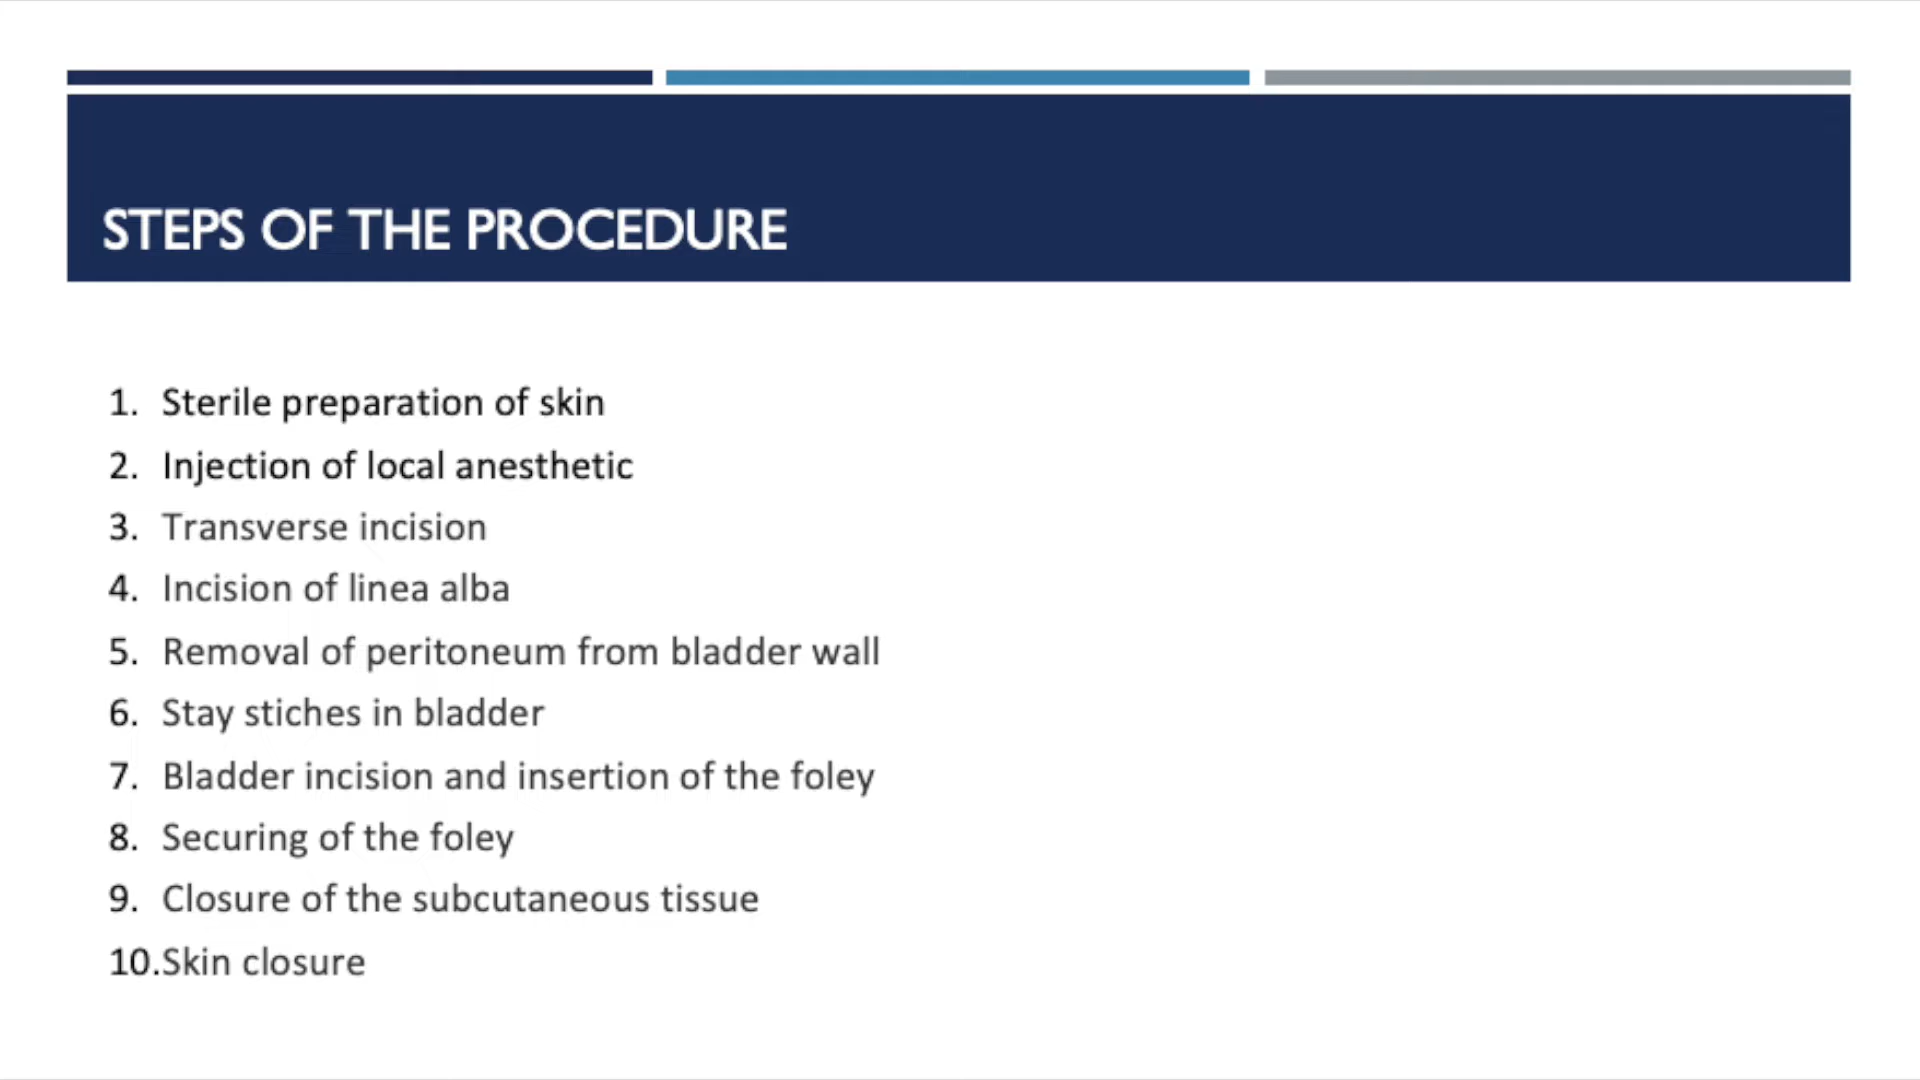 STEPS OF THE PROCEDURE
1. Sterile preparation of skin
2. Injection of local anesthetic
3. Transverse incision
4. Incision of linea alba
5. Removal of peritoneum from bladder wall
6. Stay stiches in bladder
7. Bladder incision and insertion of the foley
8. Securing of the foley
9. Closure of the subcutaneous tissue
10.Skin closure